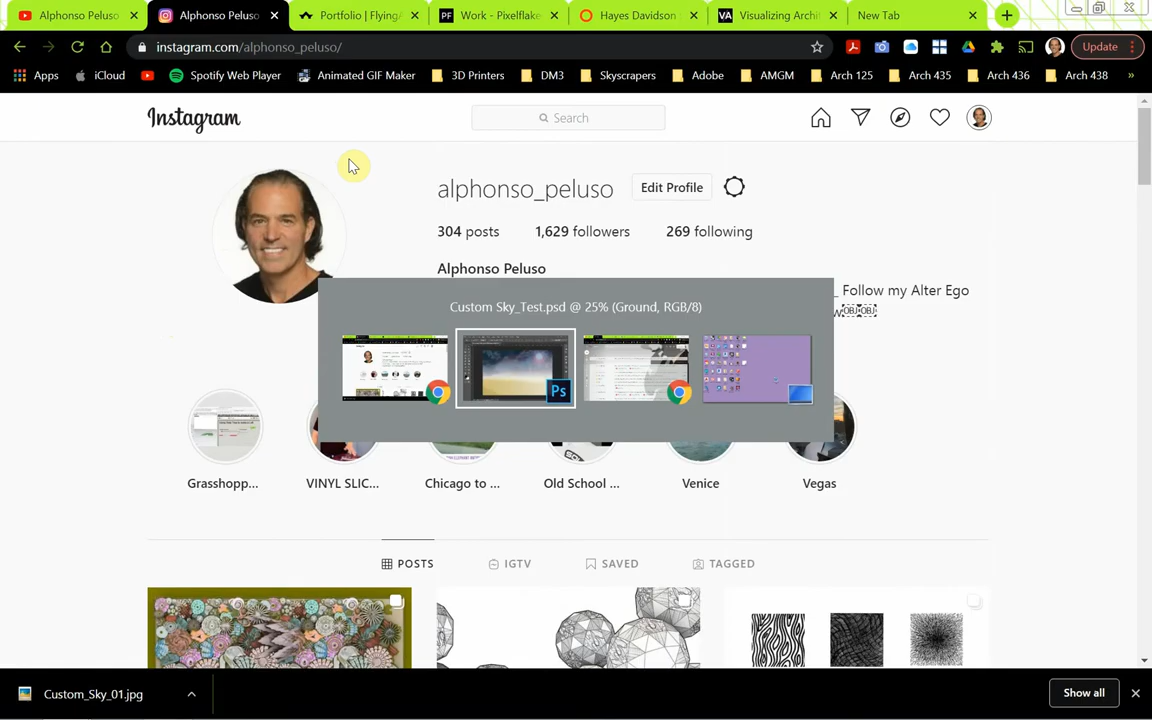 Alphonso Peluso
Alphonso Peluso
Portfolio | FlyingA
Work - Pixelflake
Hayes Davidson
Visualizing Archit
New Tab
instagram.com/alphonso_peluso/
Update
Apps
iCloud
Spotify Web Player
Animated GIF Maker
3D Printers
DM3
Skyscrapers
Adobe
AMGM
Arch 125
Arch 435
Arch 436
Arch 438
»
Instagram
Search
alphonso_peluso
Edit Profile
304 posts 1,629 followers 269 following
Alphonso Peluso
_ Follow my Alter Ego
Custom Sky_Test.psd @ 25% (Ground, RGB/8)
Ps
Grasshopp...
VINYL SLIC...
Chicago to ...
Old School ...
Venice
Vegas
POSTS
IGTV
SAVED
TAGGED
Custom_Sky_01.jpg
Show all